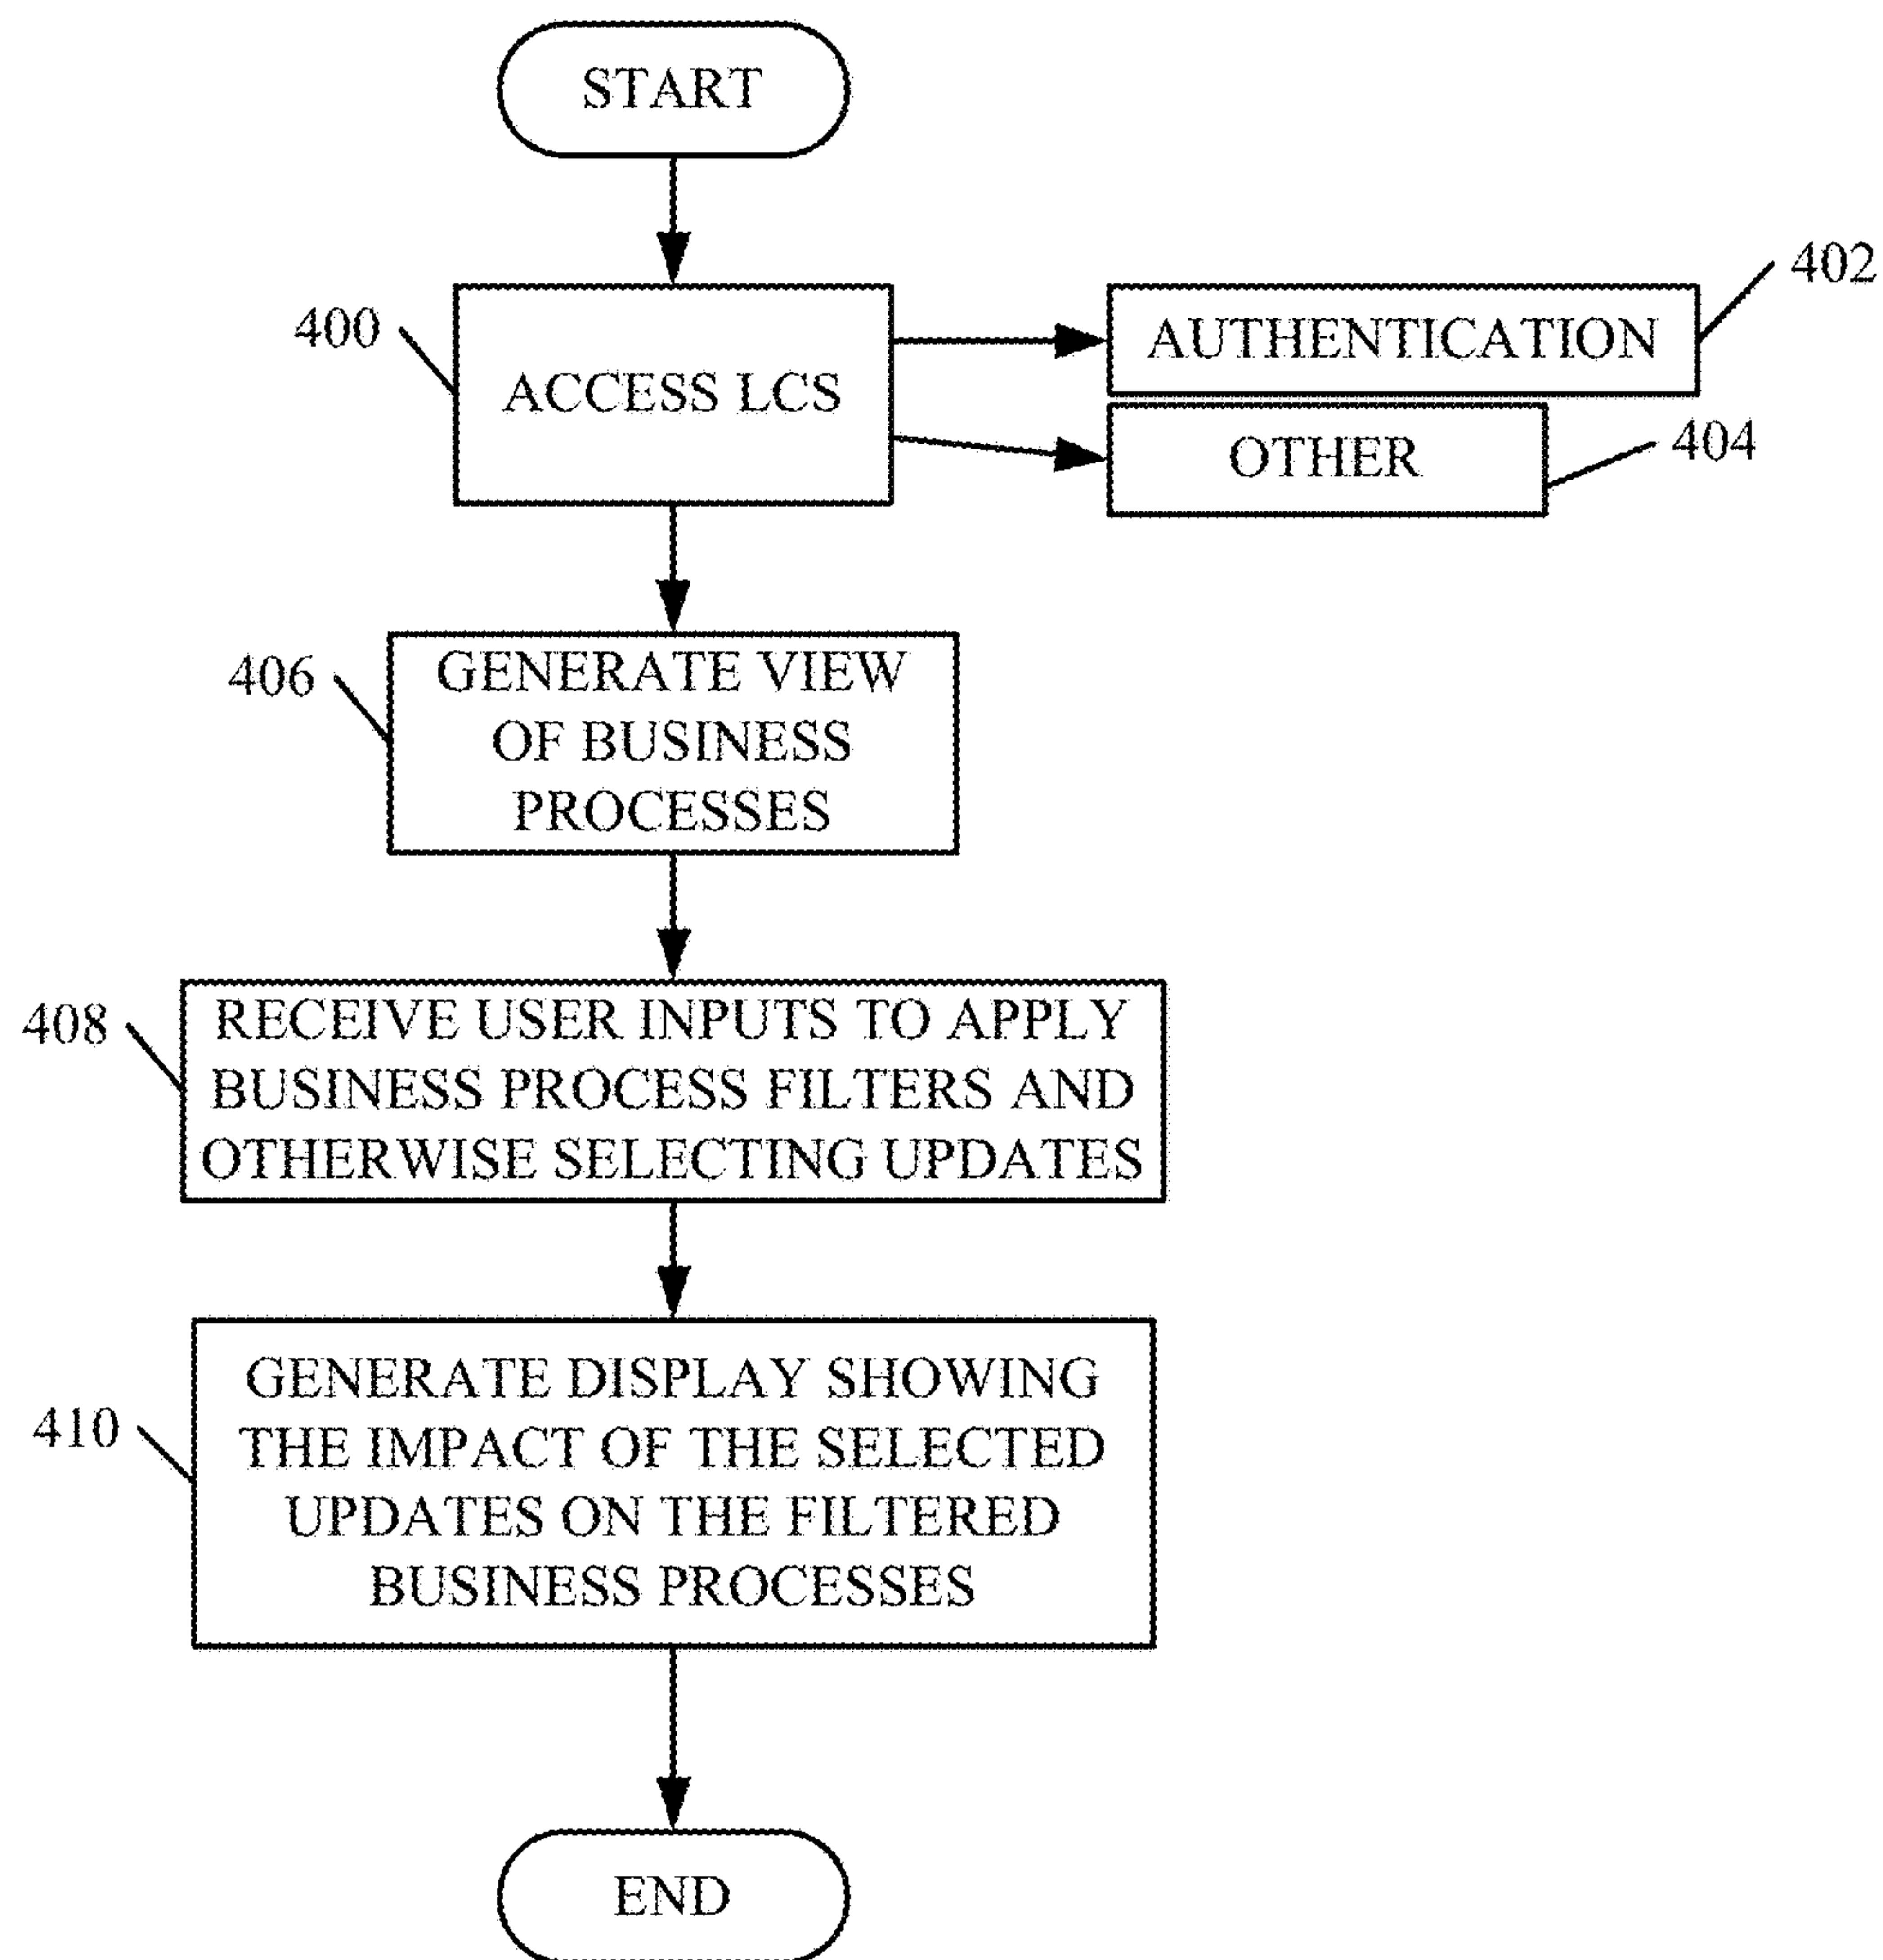 START
402
400
AUTHENTICATION
ACCESS LCS
OTHER
404
406
GENERATE VIEW
OF BUSINESS
PROCESSES
408
RECEIVE USER INPUTS TO APPLY
BUSINESS PROCESS FILTERS AND
OTHERWISE SELECTING UPDATES
410
GENERATE DISPLAY SHOWING
THE IMPACT OF THE SELECTED
UPDATES ON THE FILTERED
BUSINESS PROCESSES
END